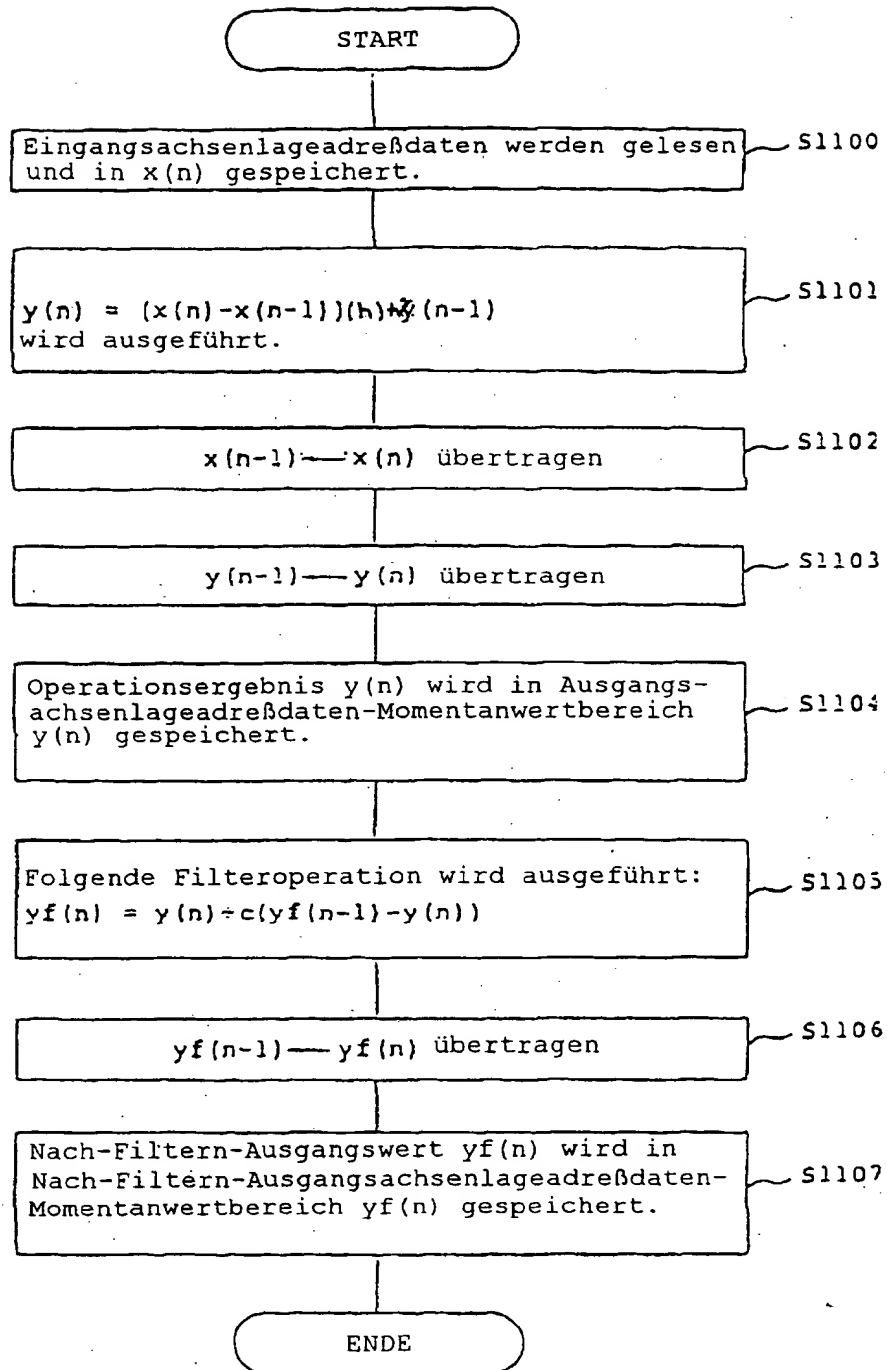 START
Eingangsachsenlageadreßdaten werden gelesen
und in x(n) gespeichert.
S1100
y(n) = (x(n)-x(n-1))(h)+ (n-1)
wird ausgeführt.
S1101
x(n-1)—x(n) übertragen
S1102
y(n-1)—y(n) übertragen
S1103
Operationsergebnis y(n) wird in Ausgangs-
achsenlageadreßdaten-Momentanwertbereich
y(n) gespeichert.
S1104
Folgende Filteroperation wird ausgeführt:
yf(n) = y(n)÷c(yf(n-1)-y(n))
S1105
yf(n-1)—yf(n) übertragen
S1106
Nach-Filtern-Ausgangswert yf(n) wird in
Nach-Filtern-Ausgangsachsenlageadreßdaten-
Momentanwertbereich yf(n) gespeichert.
S1107
ENDE